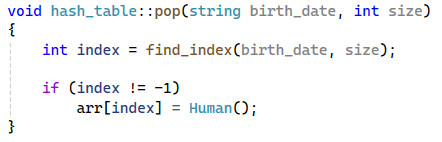 void hash_table::pop(string birth_date, int size)
{
    int index = find_index(birth_date, size);

    if (index != -1)
        arr[index] = Human();
}